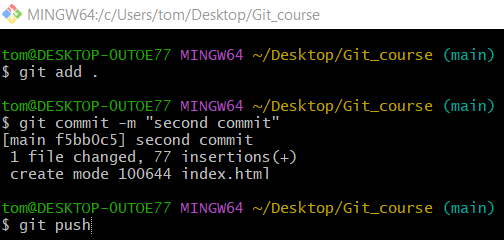 MINGW64:/c/Users/tom/Desktop/Git_course
tom@DESKTOP-OUTOE77 MINGW64 ~/Desktop/Git_course (main)
$ git add .
tom@DESKTOP-OUTOE77 MINGW64 ~/Desktop/Git_course (main)
$ git commit -m "second commit"
[main f5bb0c5] second commit
1 file changed, 77 insertions(+)
create mode 100644 index.html
tom@DESKTOP-OUTOE77 MINGW64 ~/Desktop/Git_course (main)
$ git push